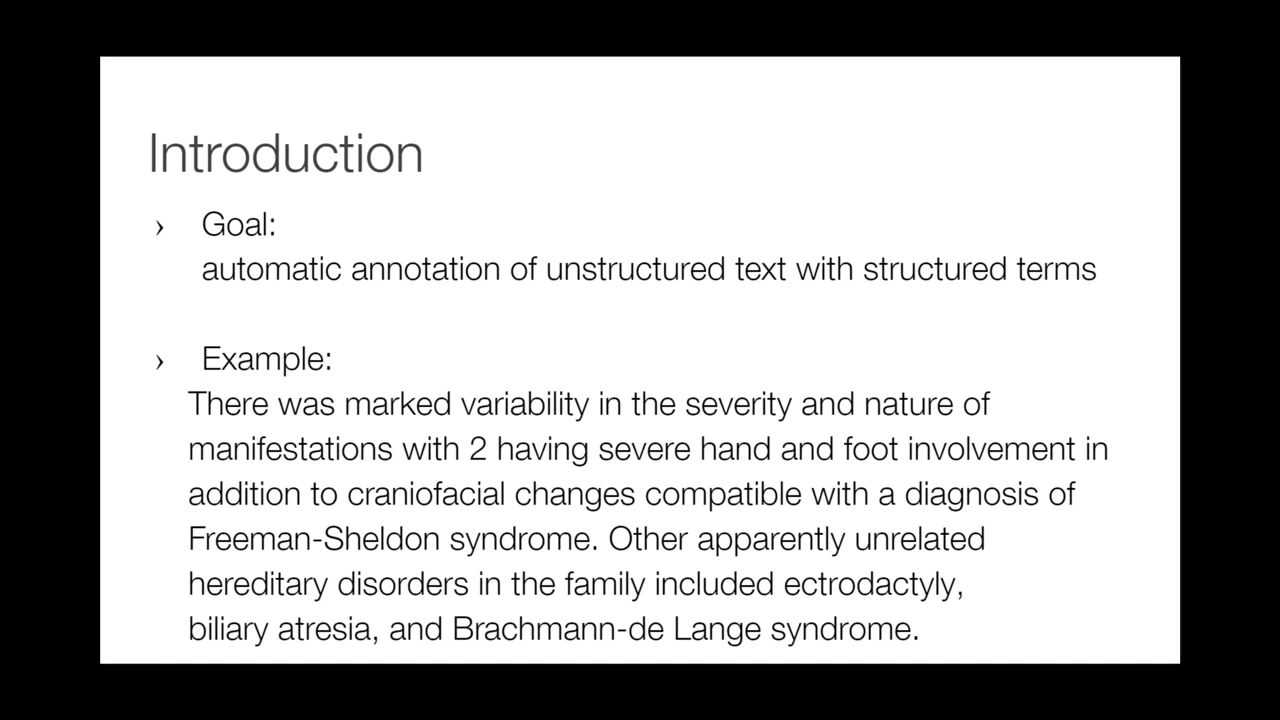 Introduction
› Goal:
automatic annotation of unstructured text with structured terms
› Example:
There was marked variability in the severity and nature of
manifestations with 2 having severe hand and foot involvement in
addition to craniofacial changes compatible with a diagnosis of
Freeman-Sheldon syndrome. Other apparently unrelated
hereditary disorders in the family included ectrodactyly,
biliary atresia, and Brachmann-de Lange syndrome.